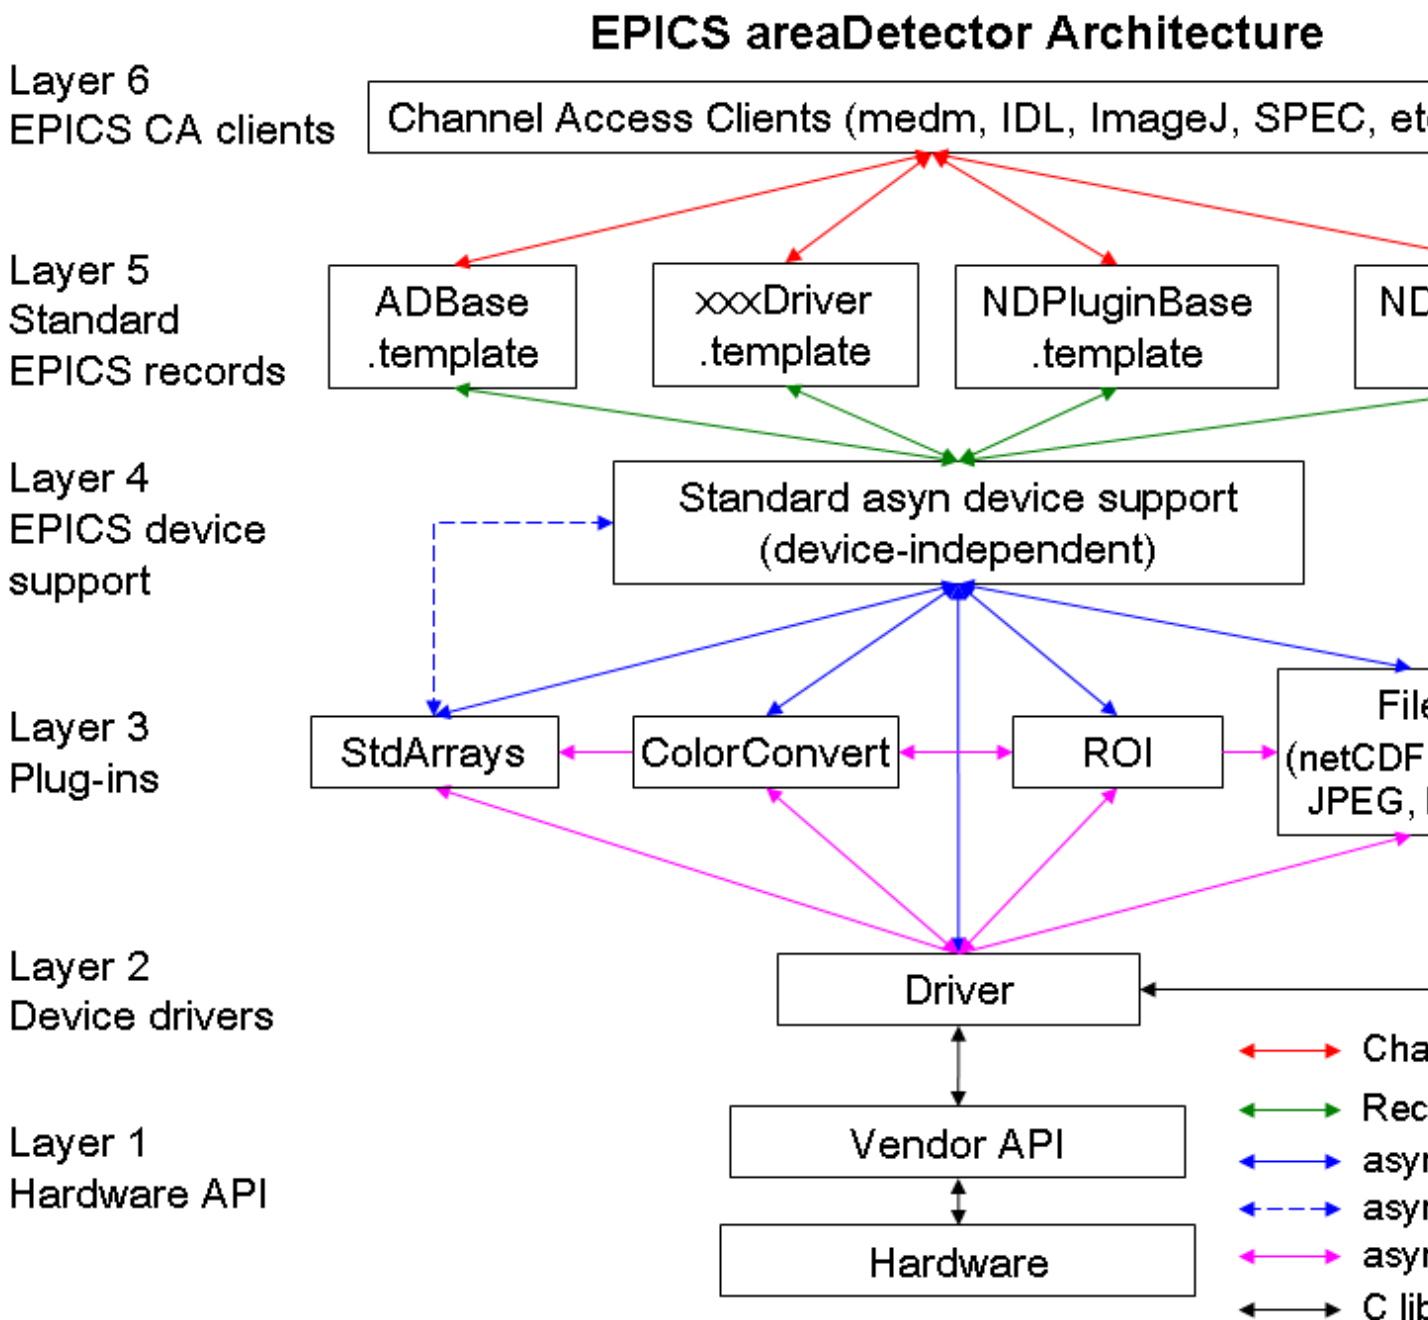 EPICS areaDetector Architecture
Layer 6
EPICS CA clients
Channel Access Clients (medm, IDL, ImageJ, SPEC,
Layer 5
Standard
EPICS records
ADBase
.template
xxxDriver
.template
NDPluginBase
.template
Layer 4
EPICS device
support
Standard asyn device support
(device-independent)
Layer 3
Plug-ins
StdArrays
ColorConvert
ROI
(netCDF
JPEG,
Layer 2
Device drivers
Driver
Layer 1
Hardware API
Vendor API
Hardware
C